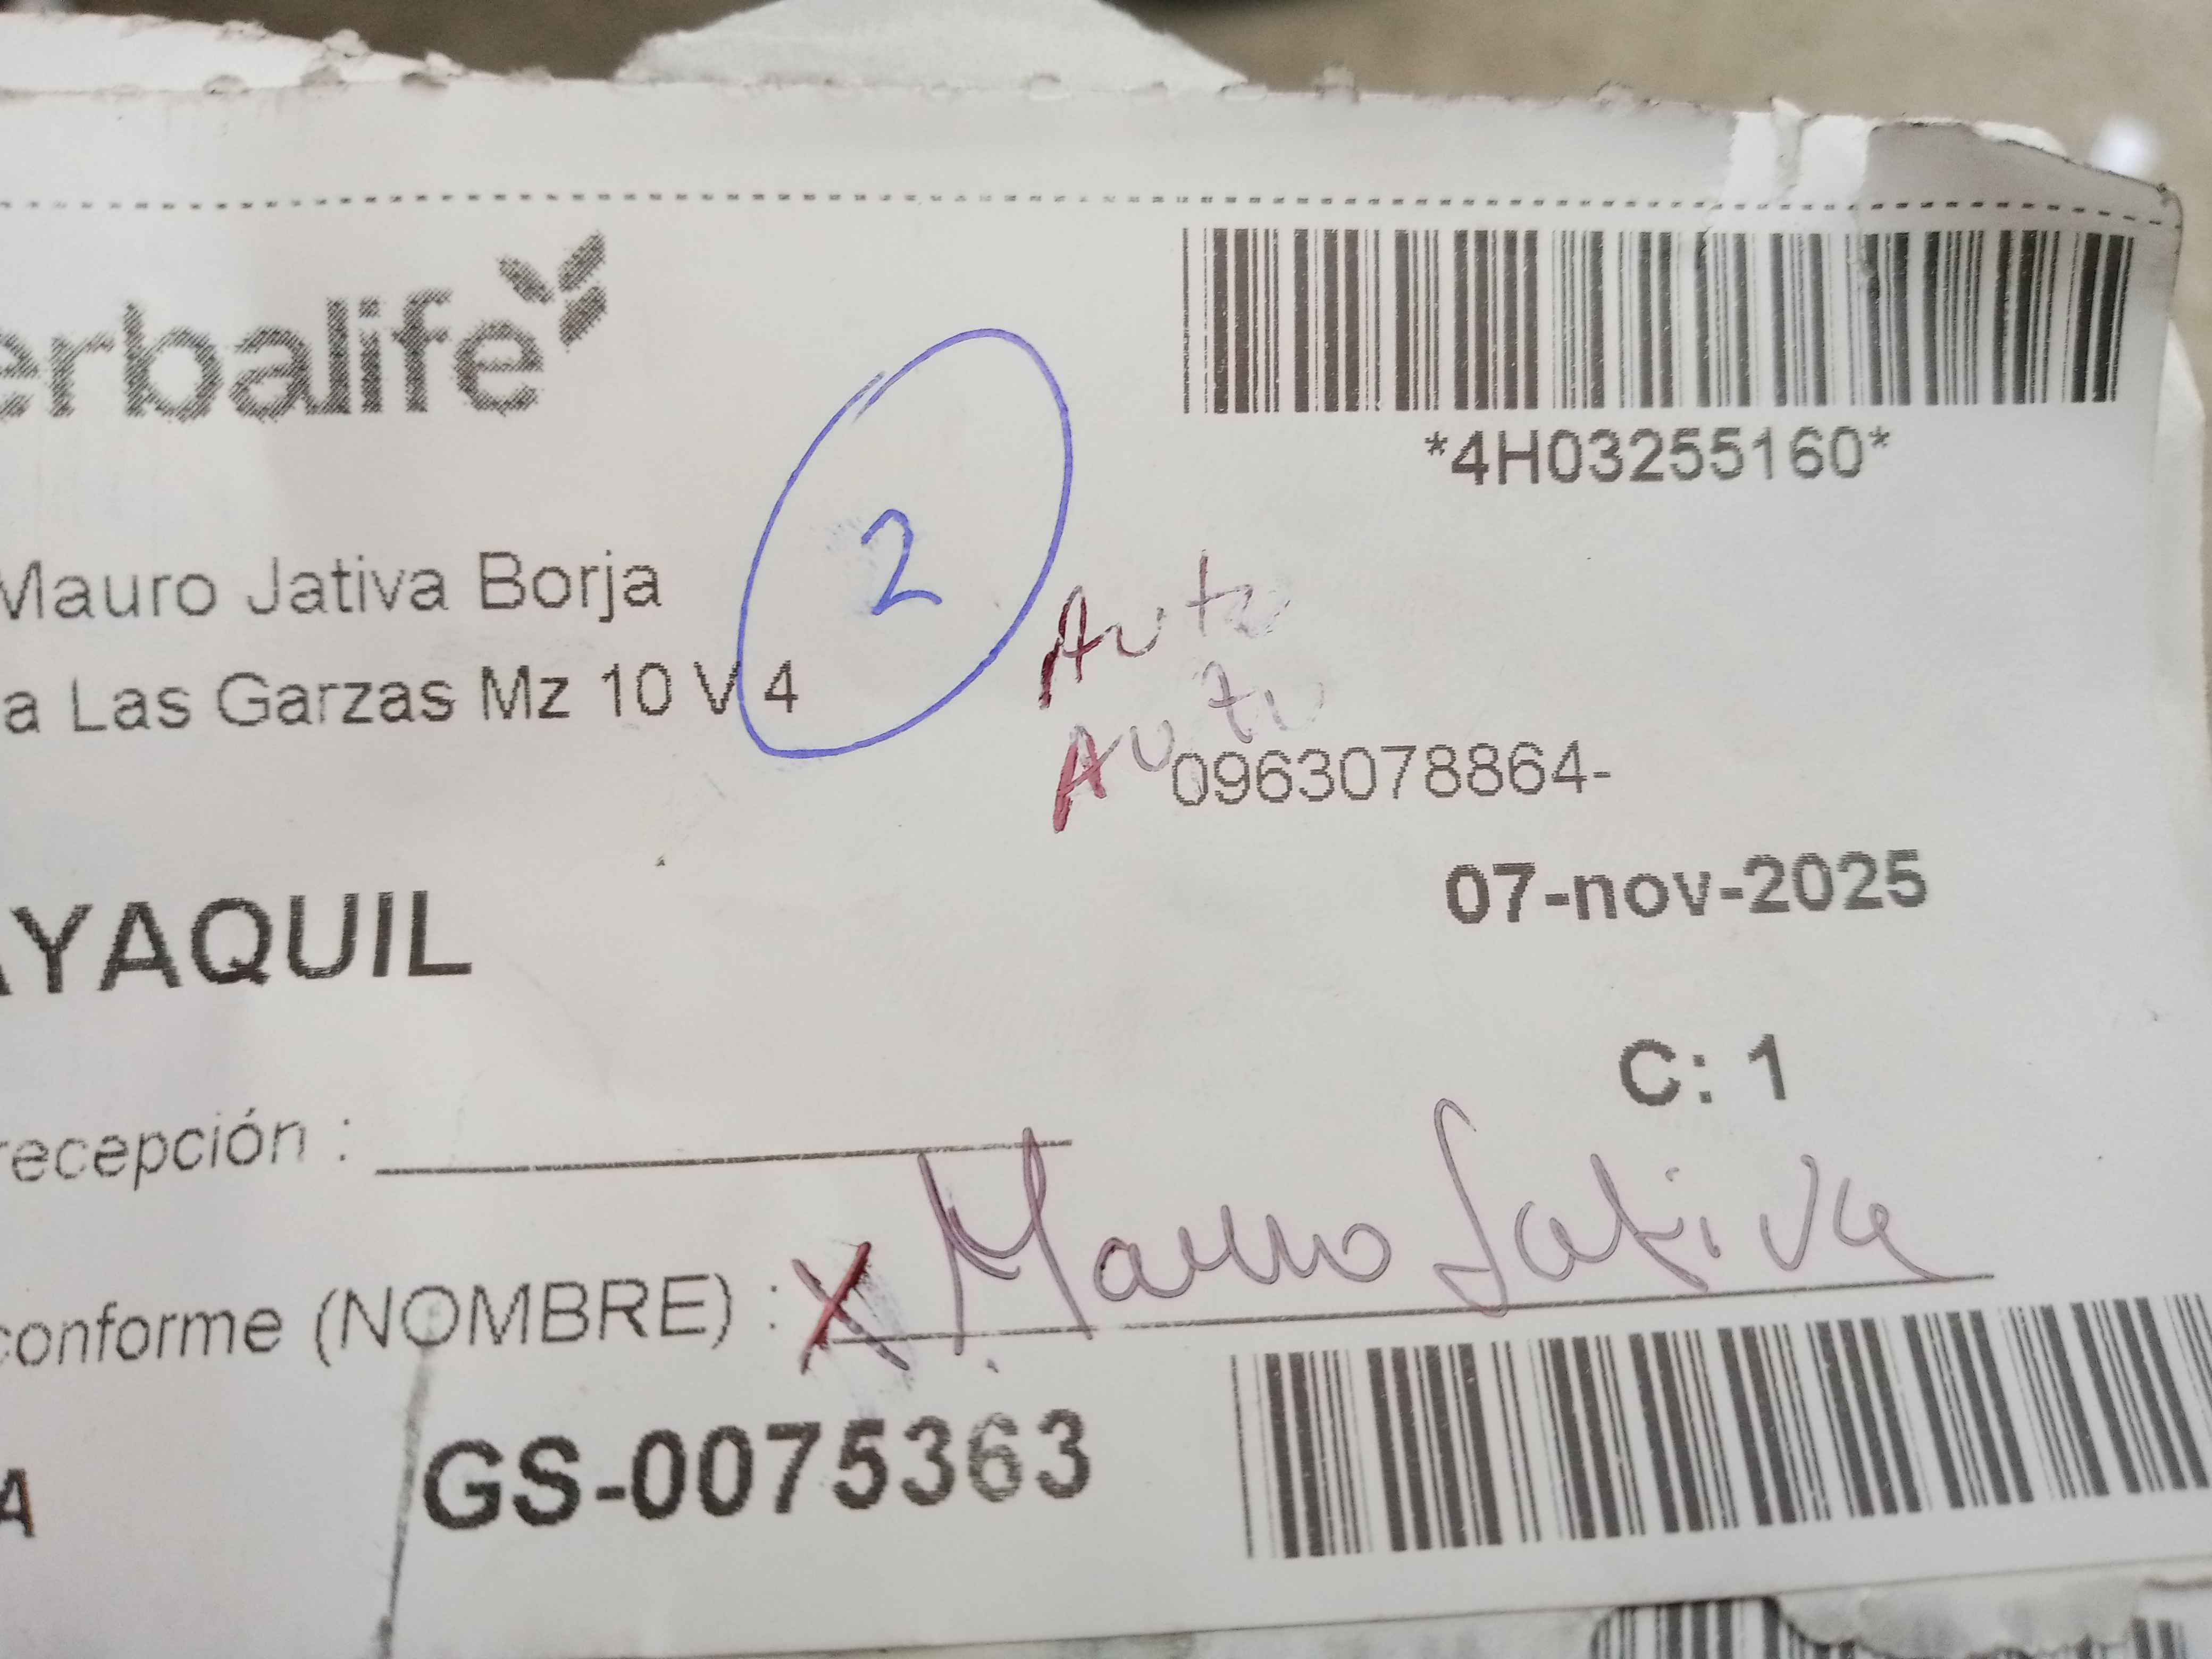 erbalife
*4H03255160*
Mauro Jativa Borja
2
a Las Garzas Mz 10 V 4
Auto
Auto
0963078864-
07-nov-2025
AYAQUIL
C: 1
recepción :
conforme (NOMBRE) : X Mauro Jativa
A
GS-0075363